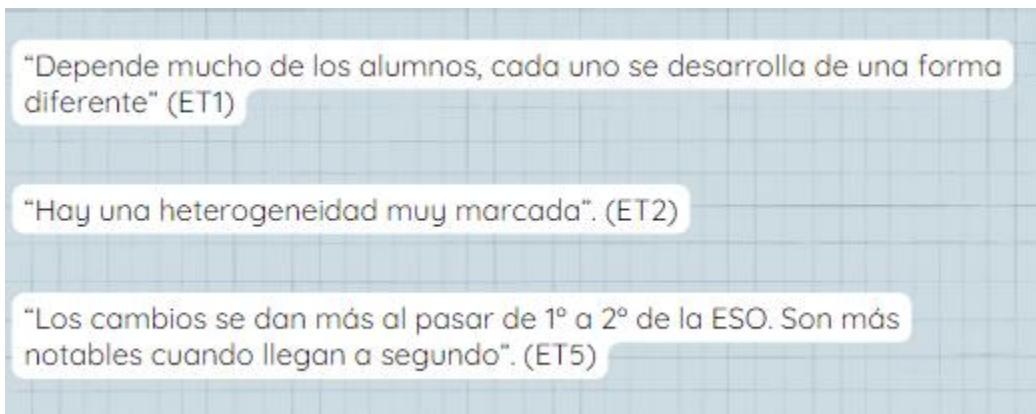 “Depende mucho de los alumnos, cada uno se desarrolla de una forma
diferente” (ET1)
“Hay una heterogeneidad muy marcada”. (ET2)
“Los cambios se dan más al pasar de 1º a 2º de la ESO. Son más
notables cuando llegan a segundo”. (ET5)